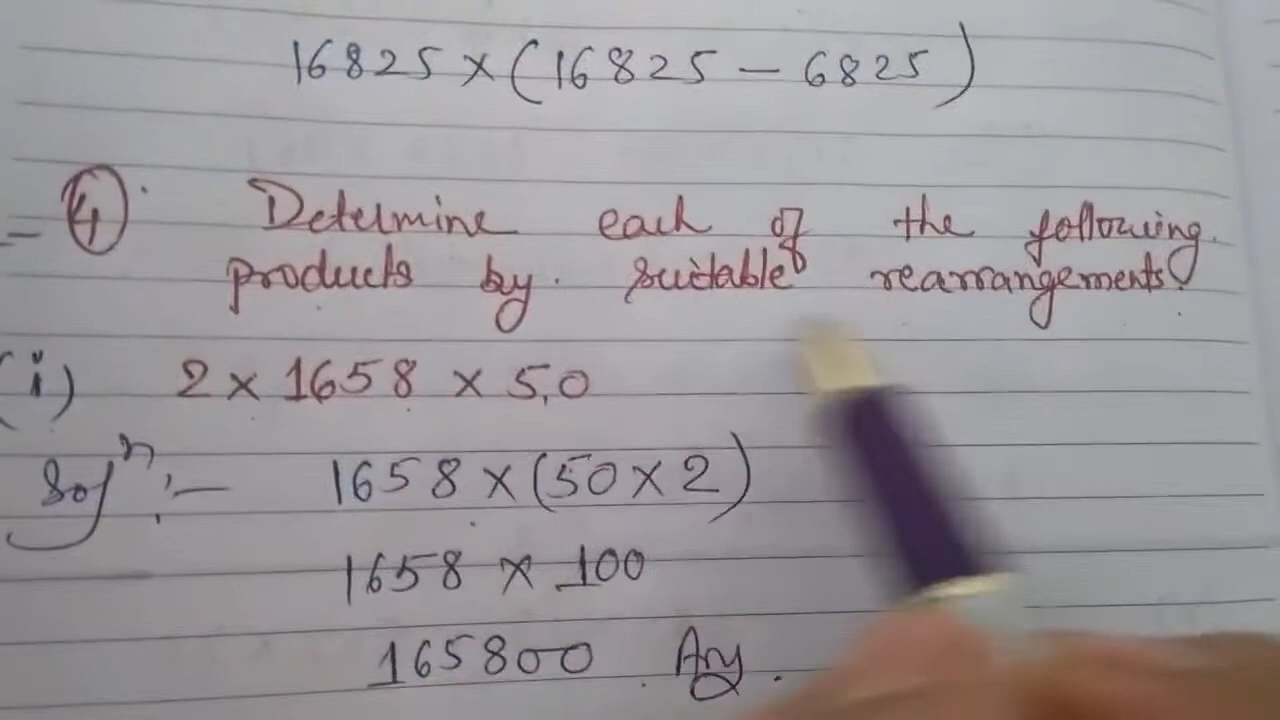 16825 × (16825 – 6825)
4. Determine each of the following
products by suitable rearrangements.
(i) 2 × 1658 × 50
Solⁿ :– 1658 × (50 × 2)
1658 × 100
165800 Ans.